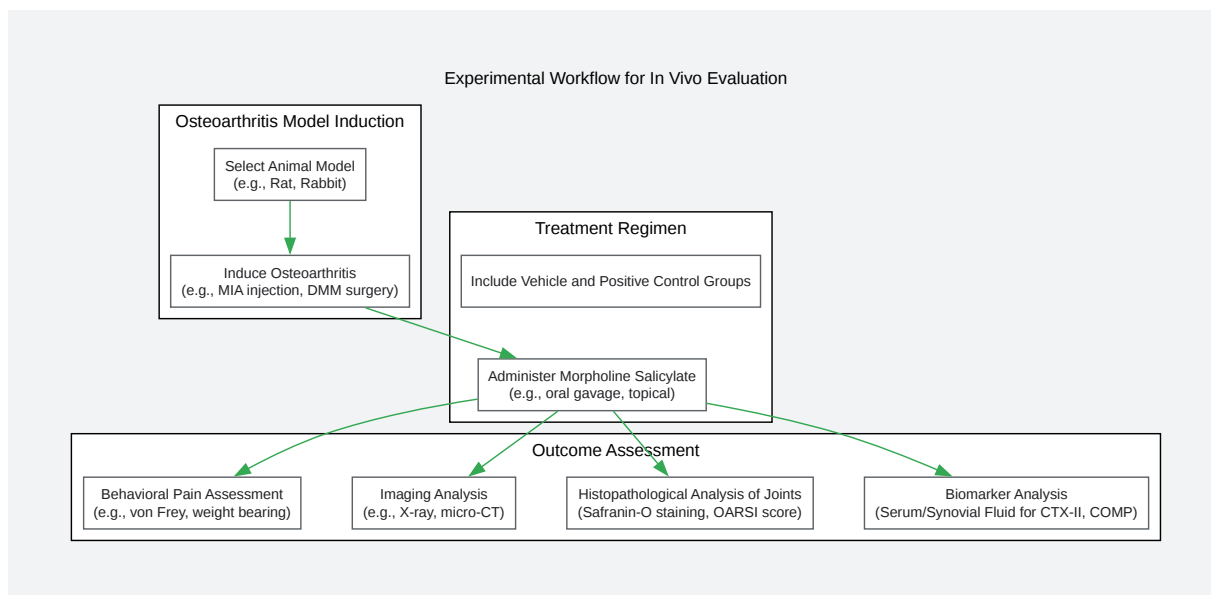 Experimental Workflow for In Vivo Evaluation
Osteoarthritis Model Induction
Select Animal Model
(e.g., Rat, Rabbit)
Induce Osteoarthritis
(e.g., MIA injection, DMM surgery)
Treatment Regimen
Include Vehicle and Positive Control Groups
Administer Morpholine Salicylate
(e.g., oral gavage, topical)
Outcome Assessment
Behavioral Pain Assessment
(e.g., von Frey, weight bearing)
Imaging Analysis
(e.g., X-ray, micro-CT)
Histopathological Analysis of Joints
(Safranin-O staining, OARSI score)
Biomarker Analysis
(Serum/Synovial Fluid for CTX-II, COMP)